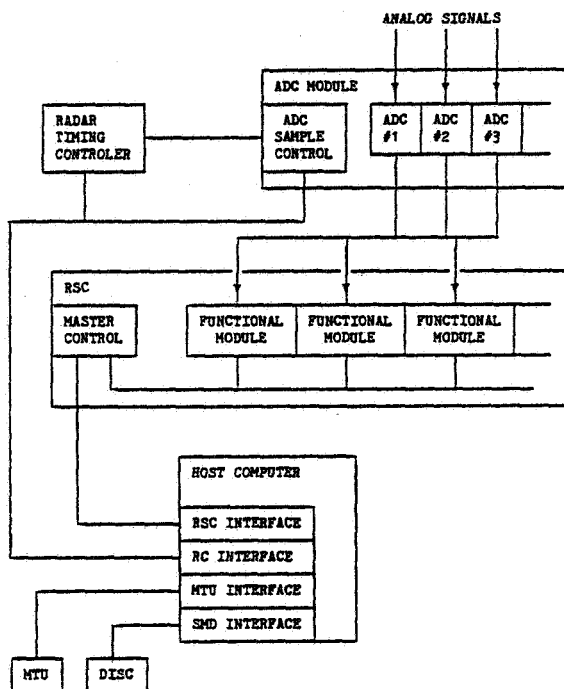 ANALOG SIGNALS
ADC MODULE
RADAR
TIMING
CONTROLER
ADC
SAMPLE
CONTROL
ADC
#1
ADC
#2
ADC
#3
RSC
MASTER
CONTROL
FUNCTIONAL
MODULE
FUNCTIONAL
MODULE
FUNCTIONAL
MODULE
HOST COMPUTER
RSC INTERFACE
RC INTERFACE
MTU INTERFACE
SMD INTERFACE
MTU
DISC